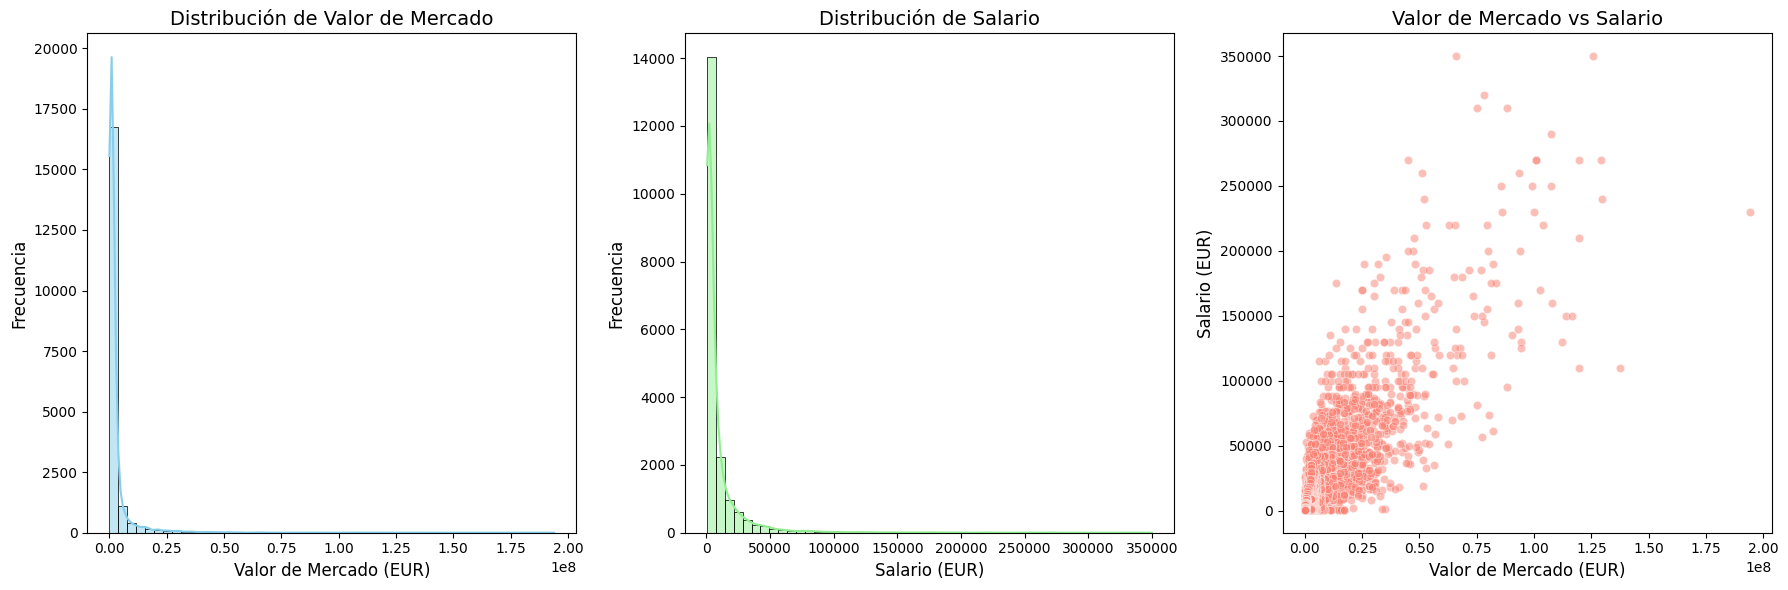 Distribución de Valor de Mercado
20000
17500
15000
12500
10000
7500
5000
2500
0
Frecuencia
0.00 0.25 0.50 0.75 1.00 1.25 1.50 1.75 2.00
1e8
Valor de Mercado (EUR)
Distribución de Salario
14000
12000
10000
8000
6000
4000
2000
0
Frecuencia
0 50000 100000 150000 200000 250000 300000 350000
Salario (EUR)
Valor de Mercado vs Salario
350000
300000
250000
200000
150000
100000
50000
0
Salario (EUR)
0.00 0.25 0.50 0.75 1.00 1.25 1.50 1.75 2.00
1e8
Valor de Mercado (EUR)